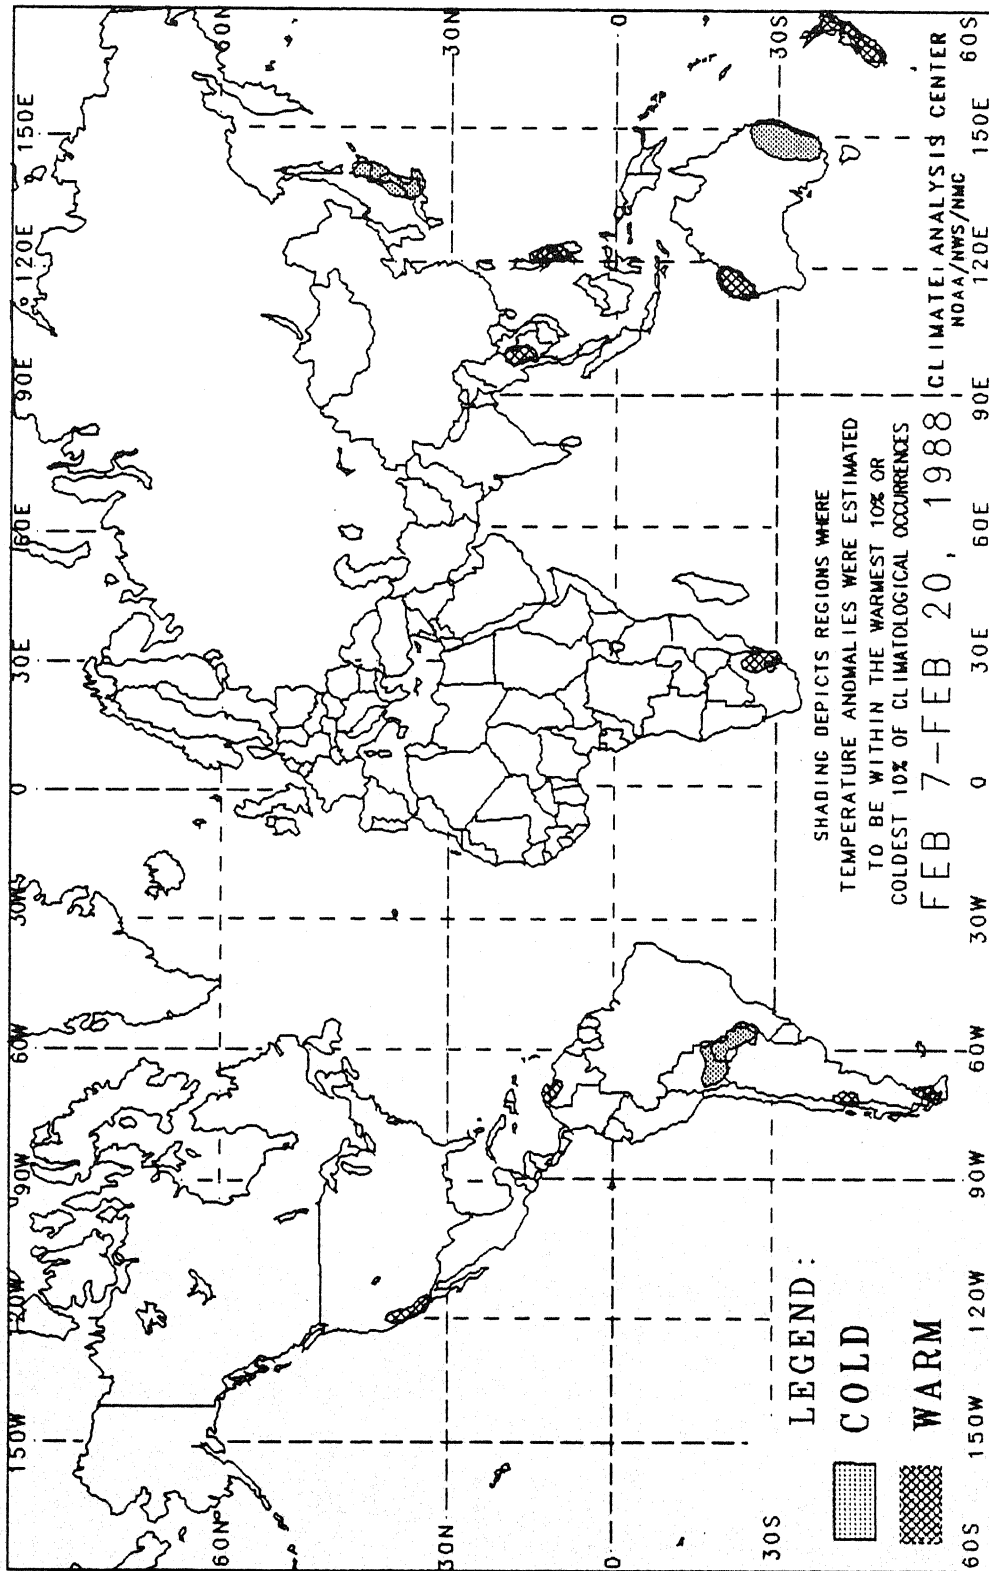 150W 120W 90W 60W 30W 0 30E 60E 90E 120E 150E
60N 60N
30N 30N
0 0
30S 30S
60S 60S
LEGEND:
COLD
WARM
SHADING DEPICTS REGIONS WHERE
TEMPERATURE ANOMALIES WERE ESTIMATED
TO BE WITHIN THE WARMEST 10% OR
COLDEST 10% OF CLIMATOLOGICAL OCCURRENCES
FEB 7-FEB 20, 1988
CLIMATE ANALYSIS CENTER
NOAA/NWS/NMC
150W 120W 90W 60W 30W 0 30E 60E 90E 120E 150E